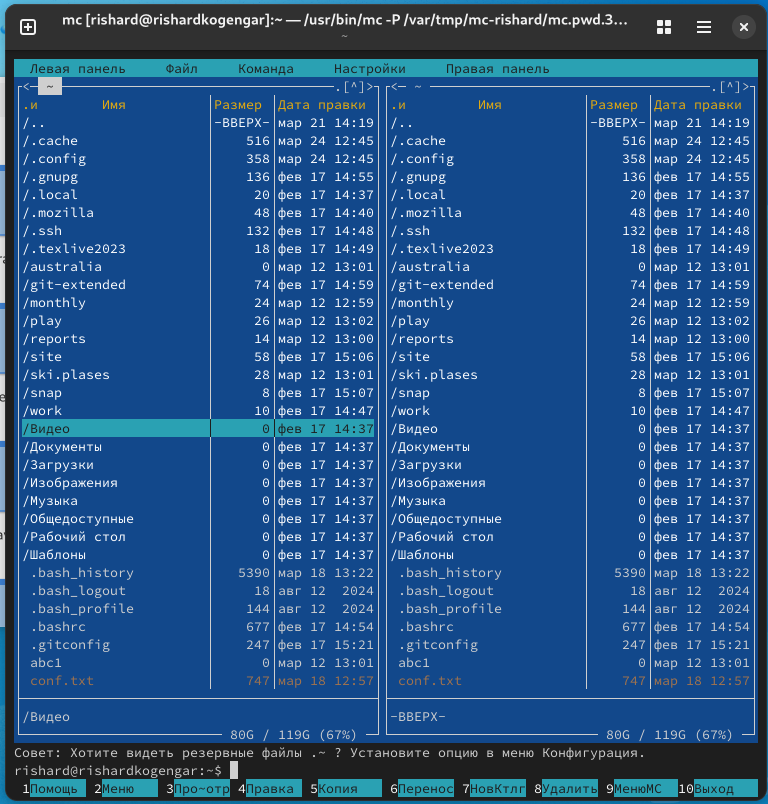 mc [rishard@rishardkogengar]:~ — /usr/bin/mc -P /var/tmp/mc-rishard/mc.pwd.3…
~
Левая панель Файл Команда Настройки Правая панель
<─ ~ ─.[^]> <─ ~ ─.[^]>
.и Имя Размер Дата правки .и Имя Размер Дата правки
/.. -ВВЕРХ- мар 21 14:19 /.. -ВВЕРХ- мар 21 14:19
/.cache 516 мар 24 12:45 /.cache 516 мар 24 12:45
/.config 358 мар 24 12:45 /.config 358 мар 24 12:45
/.gnupg 136 фев 17 14:55 /.gnupg 136 фев 17 14:55
/.local 20 фев 17 14:37 /.local 20 фев 17 14:37
/.mozilla 48 фев 17 14:40 /.mozilla 48 фев 17 14:40
/.ssh 132 фев 17 14:48 /.ssh 132 фев 17 14:48
/.texlive2023 18 фев 17 14:49 /.texlive2023 18 фев 17 14:49
/australia 0 мар 12 13:01 /australia 0 мар 12 13:01
/git-extended 74 фев 17 14:59 /git-extended 74 фев 17 14:59
/monthly 24 мар 12 12:59 /monthly 24 мар 12 12:59
/play 26 мар 12 13:02 /play 26 мар 12 13:02
/reports 14 мар 12 13:00 /reports 14 мар 12 13:00
/site 58 фев 17 15:06 /site 58 фев 17 15:06
/ski.plases 28 мар 12 13:01 /ski.plases 28 мар 12 13:01
/snap 8 фев 17 15:07 /snap 8 фев 17 15:07
/work 10 фев 17 14:47 /work 10 фев 17 14:47
/Видео 0 фев 17 14:37 /Видео 0 фев 17 14:37
/Документы 0 фев 17 14:37 /Документы 0 фев 17 14:37
/Загрузки 0 фев 17 14:37 /Загрузки 0 фев 17 14:37
/Изображения 0 фев 17 14:37 /Изображения 0 фев 17 14:37
/Музыка 0 фев 17 14:37 /Музыка 0 фев 17 14:37
/Общедоступные 0 фев 17 14:37 /Общедоступные 0 фев 17 14:37
/Рабочий стол 0 фев 17 14:37 /Рабочий стол 0 фев 17 14:37
/Шаблоны 0 фев 17 14:37 /Шаблоны 0 фев 17 14:37
.bash_history 5390 мар 18 13:22 .bash_history 5390 мар 18 13:22
.bash_logout 18 авг 12 2024 .bash_logout 18 авг 12 2024
.bash_profile 144 авг 12 2024 .bash_profile 144 авг 12 2024
.bashrc 677 фев 17 14:54 .bashrc 677 фев 17 14:54
.gitconfig 247 фев 17 15:21 .gitconfig 247 фев 17 15:21
abc1 0 мар 12 13:01 abc1 0 мар 12 13:01
conf.txt 747 мар 18 12:57 conf.txt 747 мар 18 12:57
/Видео -ВВЕРХ-
80G / 119G (67%) 80G / 119G (67%)
Совет: Хотите видеть резервные файлы .~ ? Установите опцию в меню Конфигурация.
rishard@rishardkogengar:~$
1Помощь 2Меню 3Про~отр 4Правка 5Копия 6Перенос 7НовКтлг 8Удалить 9МенюMC 10Выход